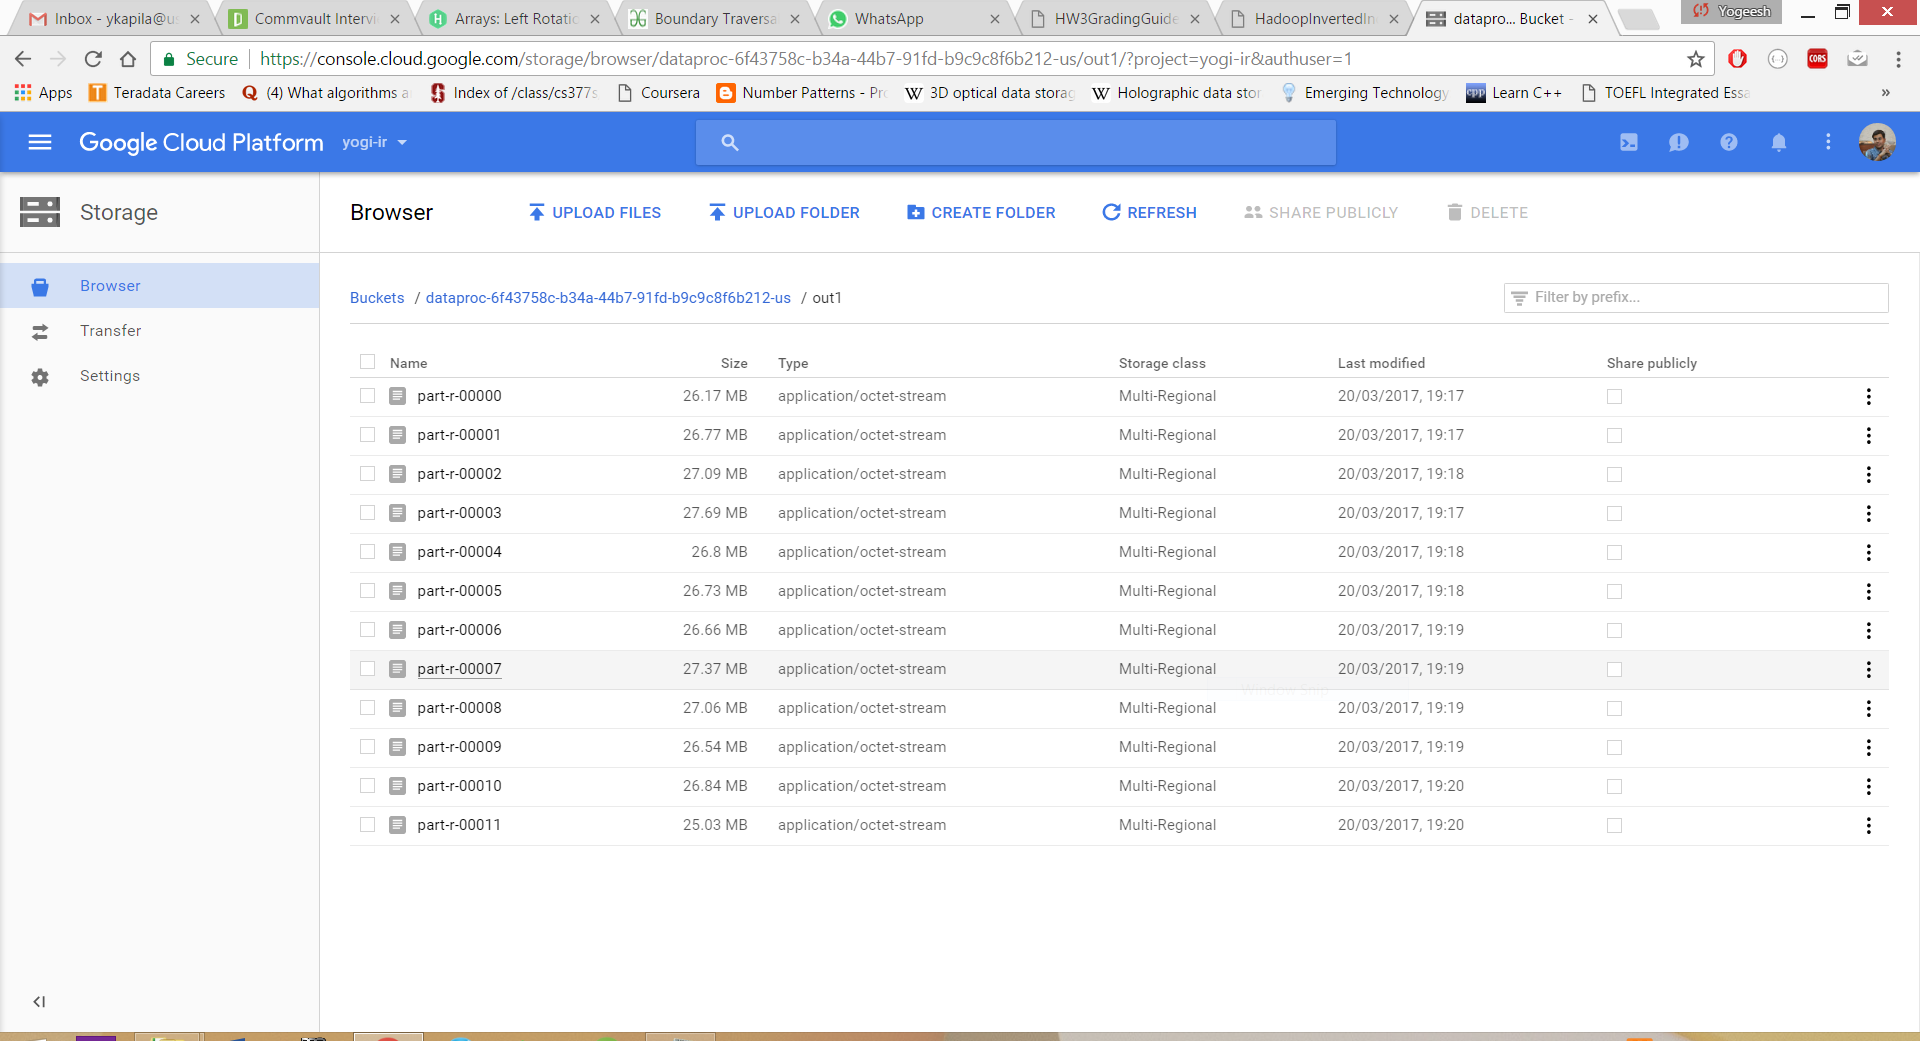 Inbox - ykapila@us
Commvault Intervi
Arrays: Left Rotatio
Boundary Traversa
WhatsApp
HW3GradingGuide
HadoopInvertedIn
datapro... Bucket -
Yogeesh
Secure
https://console.cloud.google.com/storage/browser/dataproc-6f43758c-b34a-44b7-91fd-b9c9c8f6b212-us/out1/?project=yogi-ir&authuser=1
CORS
Apps
Teradata Careers
(4) What algorithms a
Index of /class/cs377s
Coursera
Number Patterns - Pr
3D optical data storag
Holographic data stor
Emerging Technology
Learn C++
TOEFL Integrated Essa
»
Google Cloud Platform
yogi-ir
Storage
Browser
UPLOAD FILES
UPLOAD FOLDER
CREATE FOLDER
REFRESH
SHARE PUBLICLY
DELETE
Browser
Transfer
Settings
Buckets / dataproc-6f43758c-b34a-44b7-91fd-b9c9c8f6b212-us / out1
Filter by prefix...
Name Size Type Storage class Last modified Share publicly
part-r-00000 26.17 MB application/octet-stream Multi-Regional 20/03/2017, 19:17
part-r-00001 26.77 MB application/octet-stream Multi-Regional 20/03/2017, 19:17
part-r-00002 27.09 MB application/octet-stream Multi-Regional 20/03/2017, 19:18
part-r-00003 27.69 MB application/octet-stream Multi-Regional 20/03/2017, 19:17
part-r-00004 26.8 MB application/octet-stream Multi-Regional 20/03/2017, 19:18
part-r-00005 26.73 MB application/octet-stream Multi-Regional 20/03/2017, 19:18
part-r-00006 26.66 MB application/octet-stream Multi-Regional 20/03/2017, 19:19
part-r-00007 27.37 MB application/octet-stream Multi-Regional 20/03/2017, 19:19
Window Snip
part-r-00008 27.06 MB application/octet-stream Multi-Regional 20/03/2017, 19:19
part-r-00009 26.54 MB application/octet-stream Multi-Regional 20/03/2017, 19:19
part-r-00010 26.84 MB application/octet-stream Multi-Regional 20/03/2017, 19:20
part-r-00011 25.03 MB application/octet-stream Multi-Regional 20/03/2017, 19:20